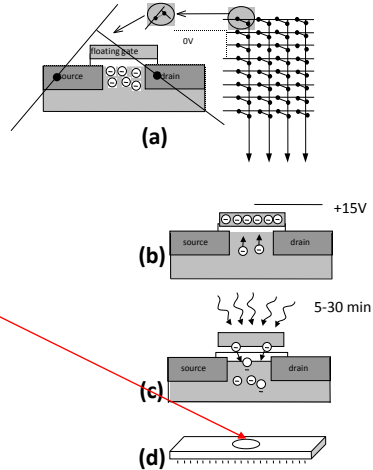 0V
floating gate
source
drain
(a)
+15V
source
drain
(b)
5-30 min
source
drain
(c)
(d)